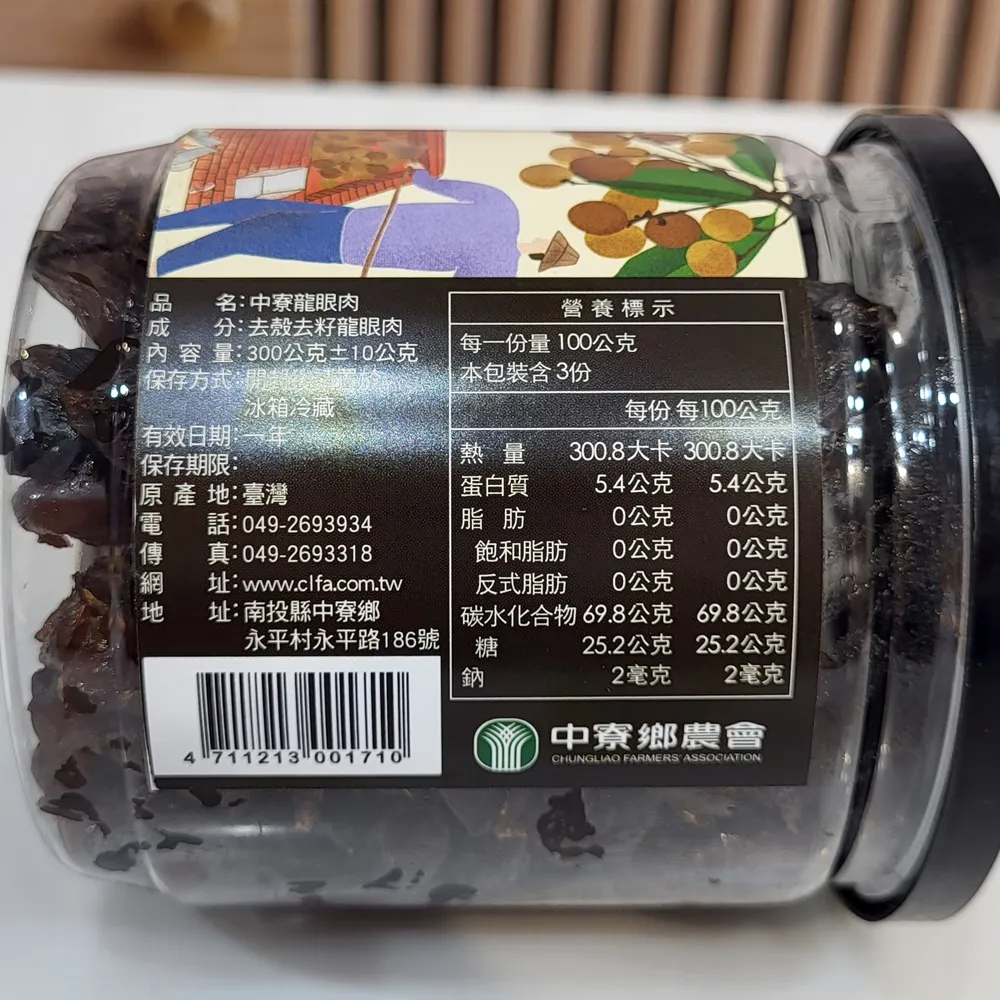 品名:中寮龍眼肉
成分:去殼去籽龍眼肉
內容量:300公克±10公克
保存方式:
冰箱冷藏
有效日期:一年
保存期限:
原產地:臺灣
電話:049-2693934
傳真:049-2693318
網址:www.clfa.com.tw
地址:南投縣中寮鄉
永平村永平路186號
4 711213 001710
營養標示
每一份量 100公克
本包裝含 3份
每份 每100公克
熱量 300.8大卡 300.8大卡
蛋白質 5.4公克 5.4公克
脂肪 0公克 0公克
飽和脂肪 0公克 0公克
反式脂肪 0公克 0公克
碳水化合物 69.8公克 69.8公克
糖 25.2公克 25.2公克
鈉 2毫克 2毫克
中寮鄉農會
CHUNGLIAO FARMERS' ASSOCIATION